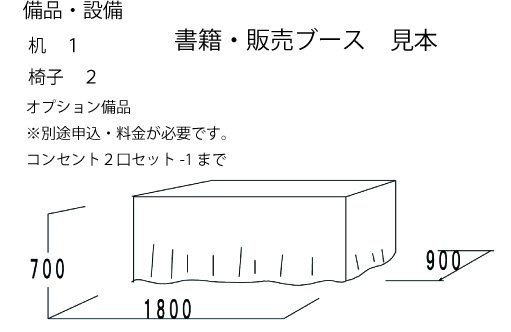 備品・設備
書籍・販売ブース　見本
机　1
椅子　2
オプション備品
※別途申込・料金が必要です。
コンセント２口セット-1まで
700
900
1800